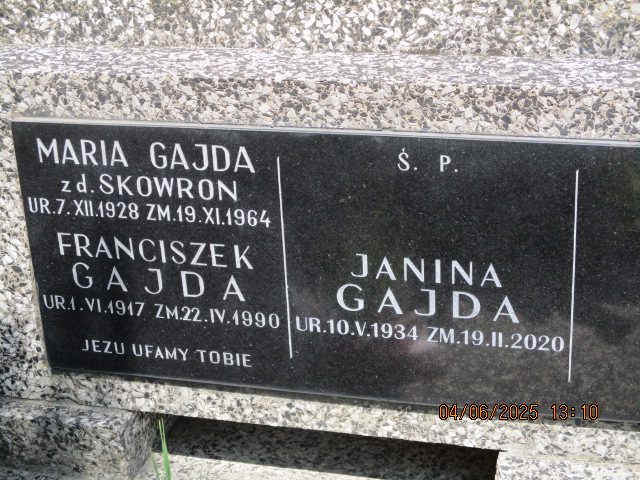 MARIA GAJDA
zd. SKOWRON
UR.7.XII.1928 ZM.19.XI.1964
FRANCISZEK
GAJDA
UR.1.VI.1917 ZM.22.IV.1990
JEZU UFAMY TOBIE
Ś. P.
JANINA
GAJDA
UR.10.V.1934 ZM.19.II.2020
04/06/2025 13:10